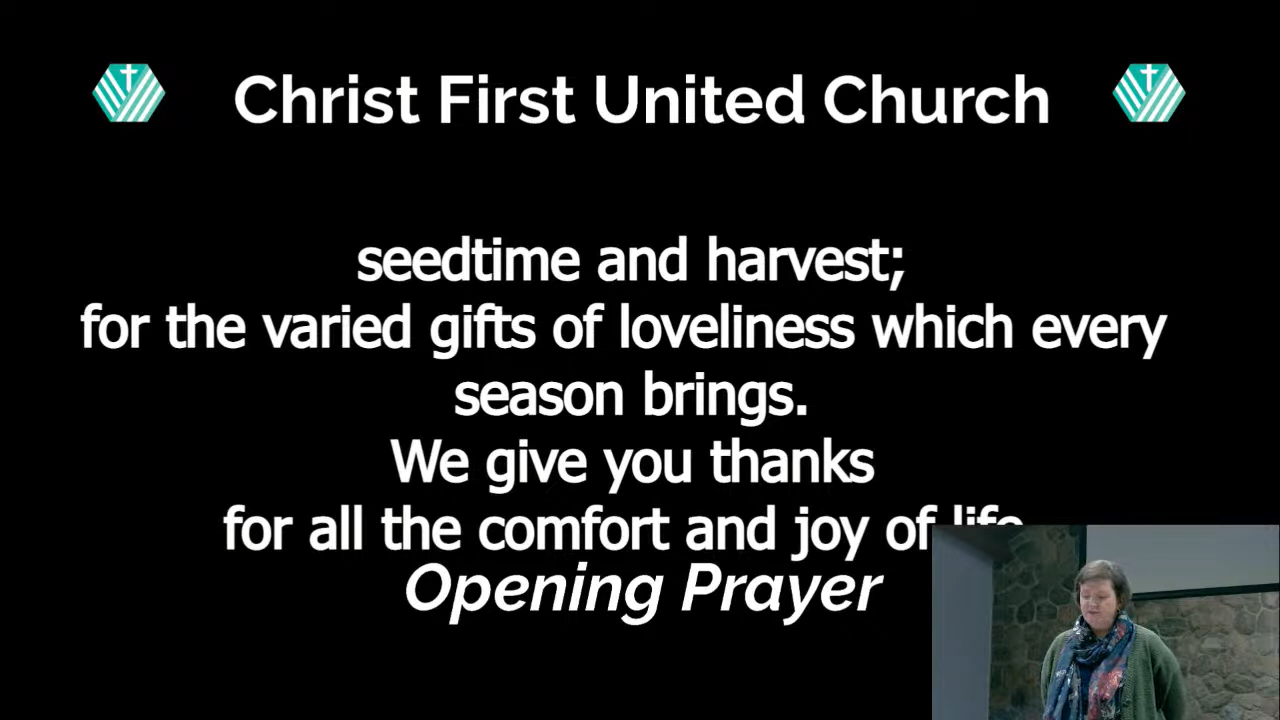 Christ First United Church
seedtime and harvest;
for the varied gifts of loveliness which every
season brings.
We give you thanks
for all the comfort and joy of life
Opening Prayer